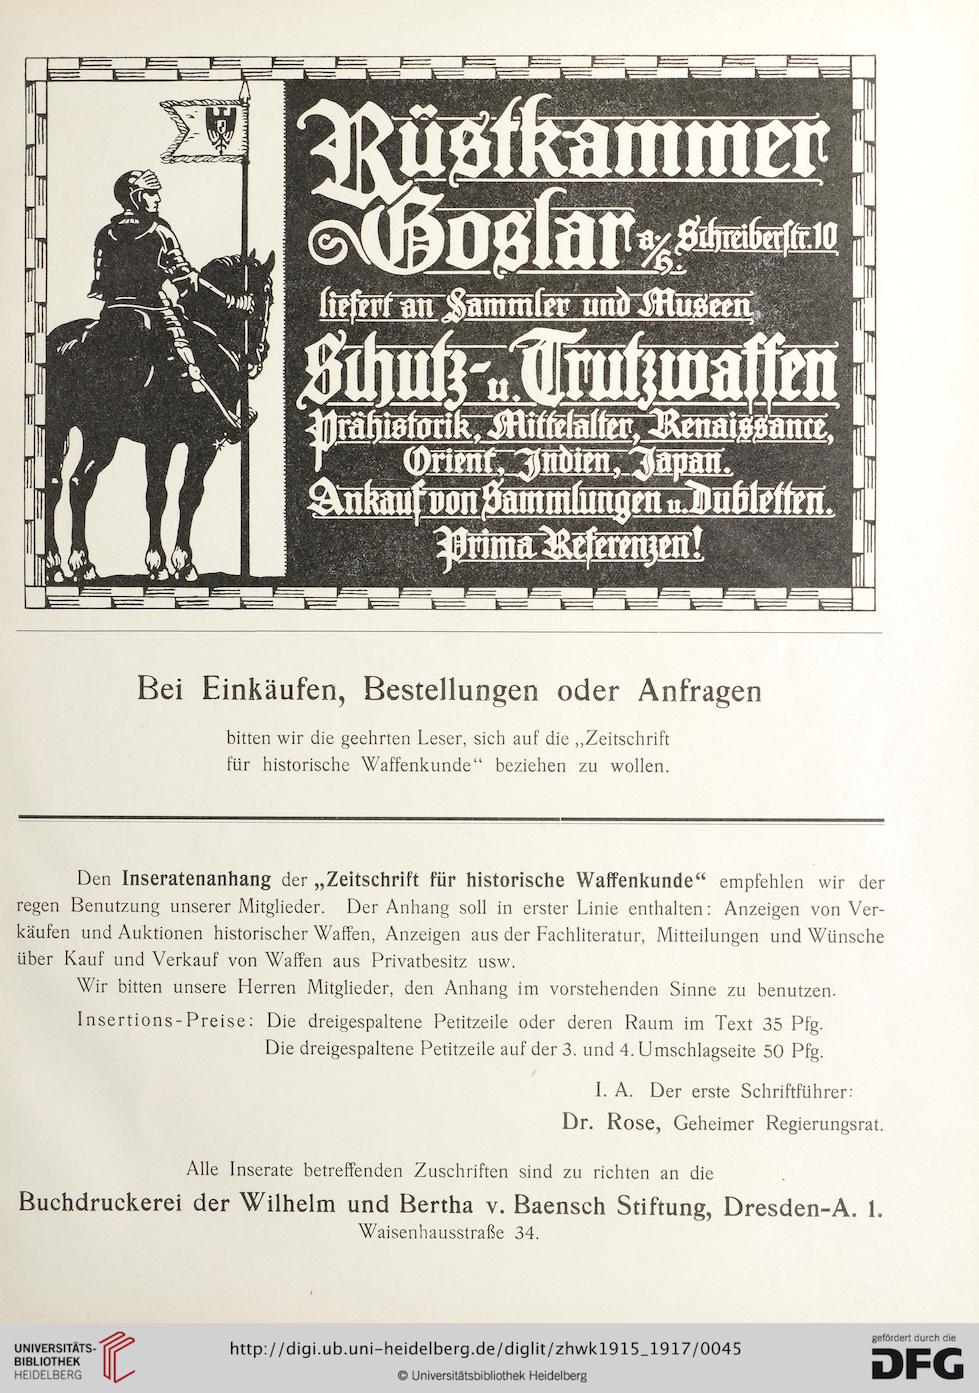 Rüstkammer
Goslar a/H. Schreiberstr. 10
liefert an Sammler und Museen
Schutz- u. Trutzwaffen
Prähistorik, Mittelalter, Renaissance,
Orient, Indien, Japan.
Ankauf von Sammlungen u. Dubletten.
Prima Referenzen!
Bei Einkäufen, Bestellungen oder Anfragen
bitten wir die geehrten Leser, sich auf die „Zeitschrift
für historische Waffenkunde“ beziehen zu wollen.
Den Inseratenanhang der „Zeitschrift für historische Waffenkunde“ empfehlen wir der
regen Benutzung unserer Mitglieder. Der Anhang soll in erster Linie enthalten: Anzeigen von Ver-
käufen und Auktionen historischer Waffen, Anzeigen aus der Fachliteratur, Mitteilungen und Wünsche
über Kauf und Verkauf von Waffen aus Privatbesitz usw.
Wir bitten unsere Herren Mitglieder, den Anhang im vorstehenden Sinne zu benutzen.
Insertions-Preise: Die dreigespaltene Petitzeile oder deren Raum im Text 35 Pfg.
Die dreigespaltene Petitzeile auf der 3. und 4. Umschlagseite 50 Pfg.
I. A. Der erste Schriftführer:
Dr. Rose, Geheimer Regierungsrat.
Alle Inserate betreffenden Zuschriften sind zu richten an die
Buchdruckerei der Wilhelm und Bertha v. Baensch Stiftung, Dresden-A. 1.
Waisenhausstraße 34.
UNIVERSITÄTS-
BIBLIOTHEK
HEIDELBERG
http://digi.ub.uni-heidelberg.de/diglit/zhwk1915_1917/0045
© Universitätsbibliothek Heidelberg
gefördert durch die
DFG